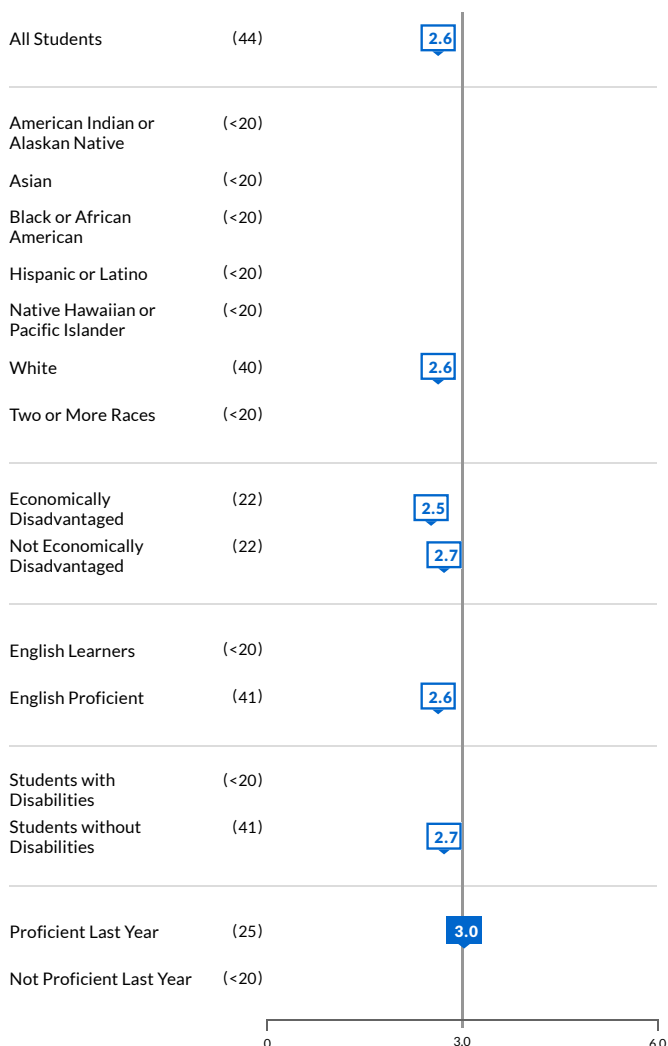 All Students (44) 2.6
American Indian or (<20)
Alaskan Native
Asian (<20)
Black or African (<20)
American
Hispanic or Latino (<20)
Native Hawaiian or (<20)
Pacific Islander
White (40) 2.6
Two or More Races (<20)
Economically (22) 2.5
Disadvantaged
Not Economically (22) 2.7
Disadvantaged
English Learners (<20)
English Proficient (41) 2.6
Students with (<20)
Disabilities
Students without (41) 2.7
Disabilities
Proficient Last Year (25) 3.0
Not Proficient Last Year (<20)
0 3.0 6.0